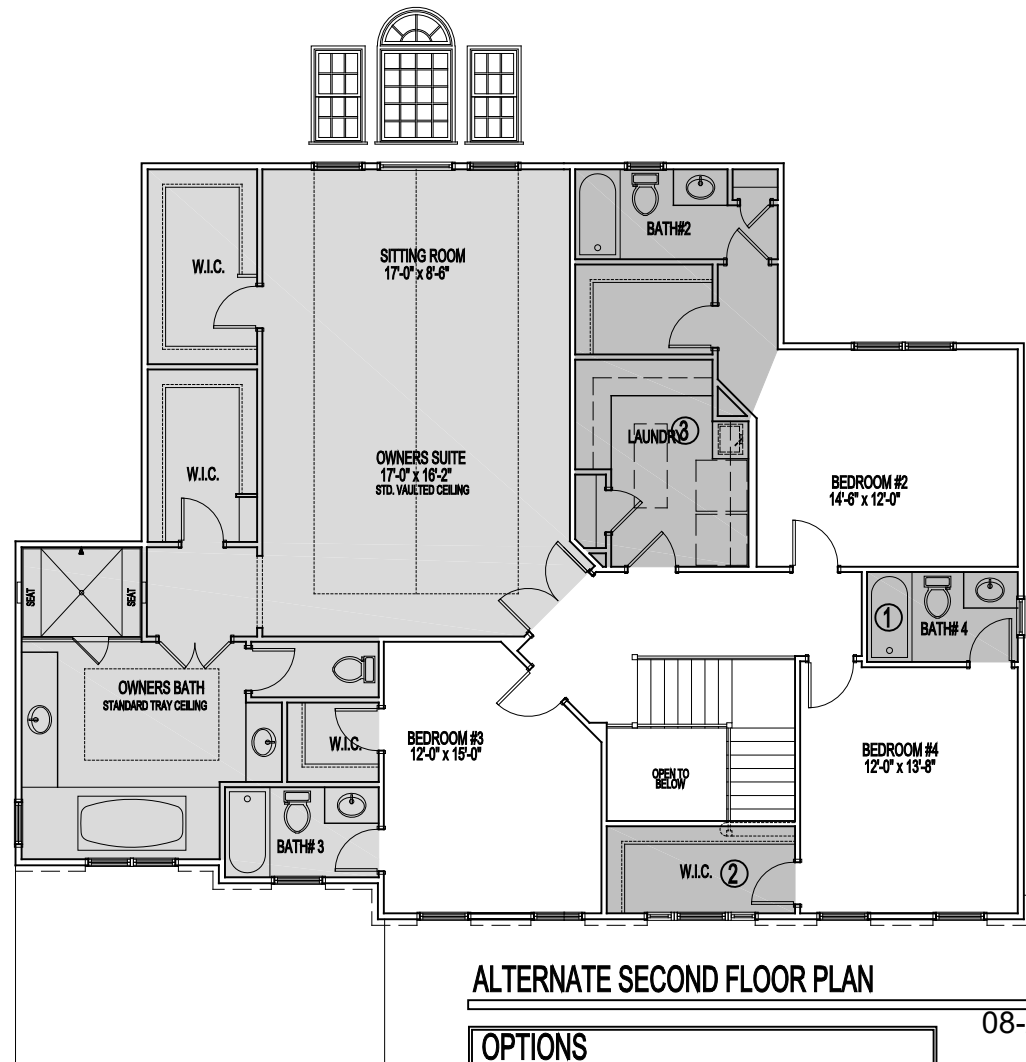 BATH#2
SITTING ROOM
17'-0" x 8'-6"
W.I.C.
LAUNDRY
3
OWNERS SUITE
17'-0" x 16'-2"
STD. VAULTED CEILING
W.I.C.
BEDROOM #2
14'-6" x 12'-0"
SEAT
SEAT
1
BATH# 4
OWNERS BATH
STANDARD TRAY CEILING
W.I.C.
BEDROOM #3
12'-0" x 15'-0"
BEDROOM #4
12'-0" x 13'-8"
OPEN TO
BELOW
BATH# 3
W.I.C.
2
ALTERNATE SECOND FLOOR PLAN
08-
OPTIONS